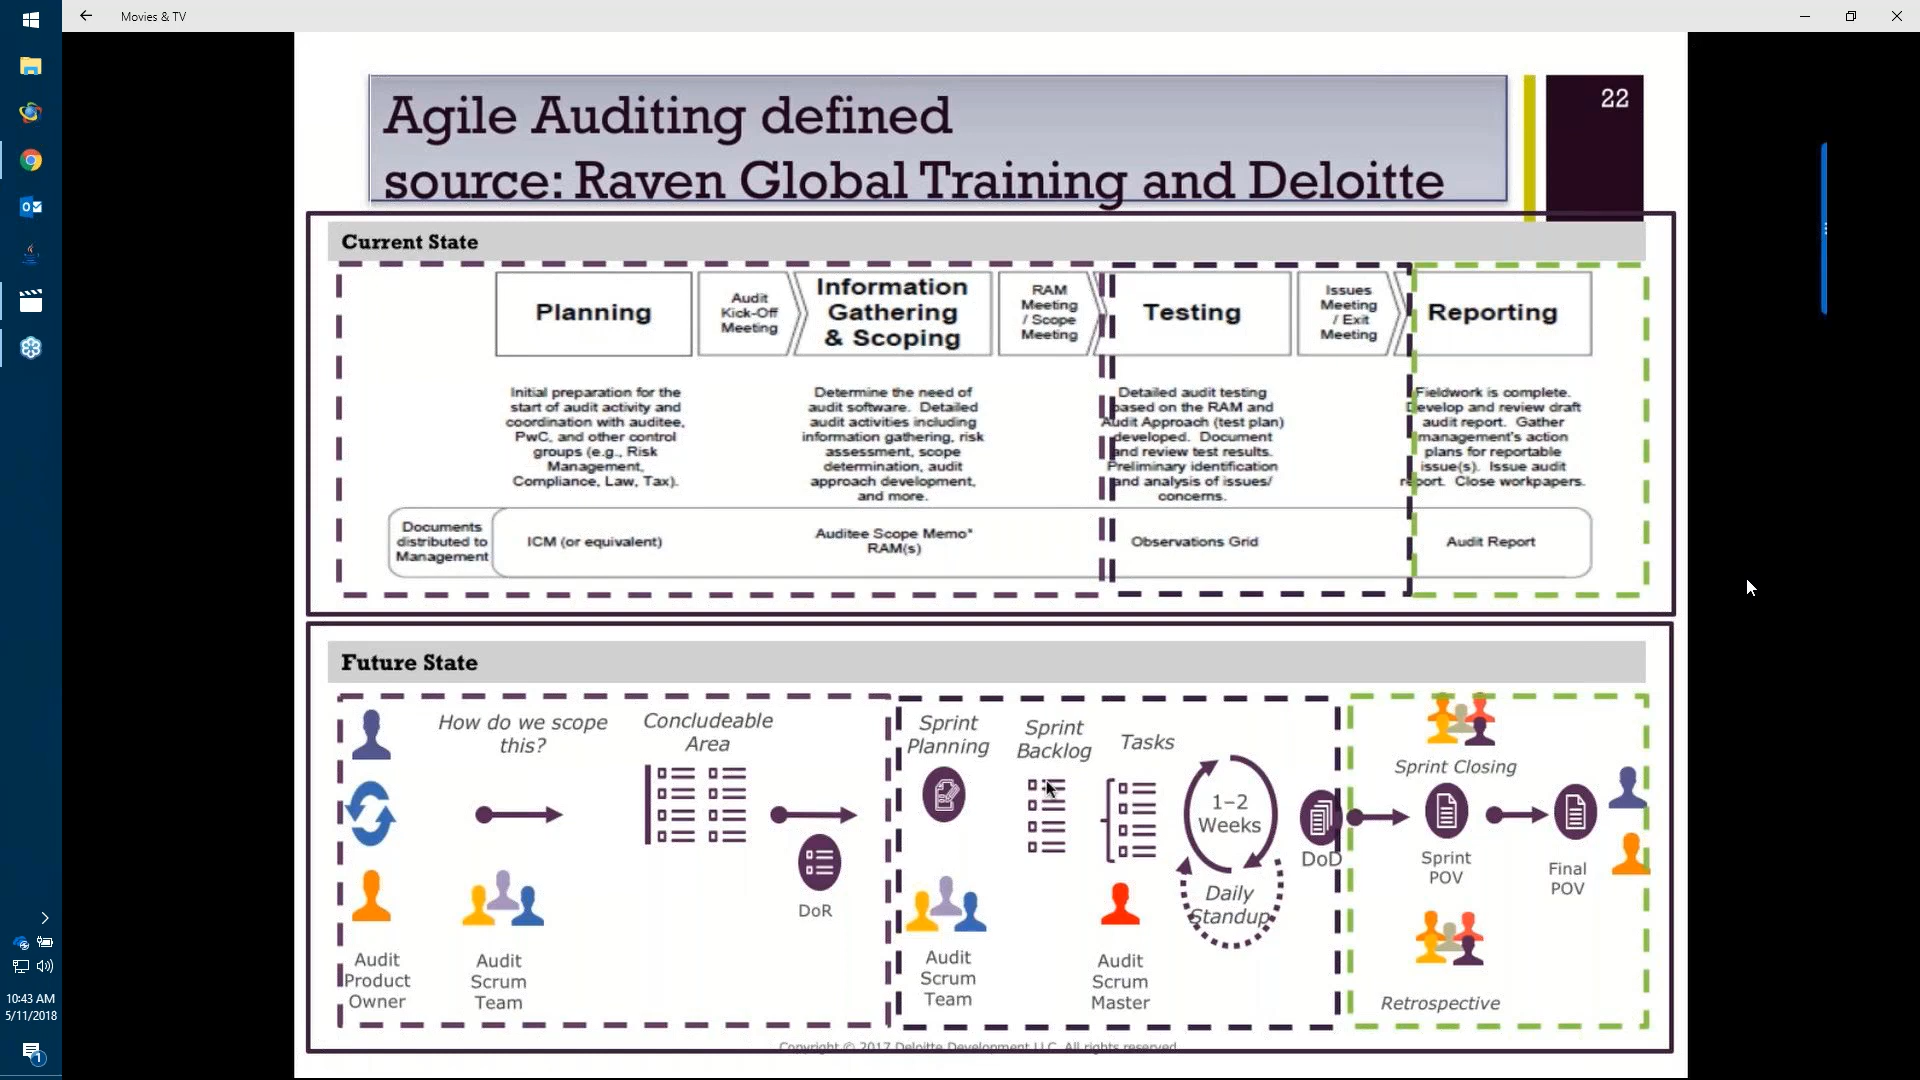 Movies & TV
22
Agile Auditing defined
source: Raven Global Training and Deloitte
Current State
Planning
Audit
Kick-Off
Meeting
Information
Gathering
& Scoping
RAM
Meeting
/ Scope
Meeting
Testing
Issues
Meeting
/ Exit
Meeting
Reporting
Initial preparation for the
start of audit activity and
coordination with auditee,
PwC, and other control
groups (e.g., Risk
Management,
Compliance, Law, Tax).
Determine the need of
audit software. Detailed
audit activities including
information gathering, risk
assessment, scope
determination, audit
approach development,
and more.
Detailed audit testing
based on the RAM and
Audit Approach (test plan)
developed. Document
and review test results.
Preliminary identification
and analysis of issues/
concerns.
Fieldwork is complete.
Develop and review draft
audit report. Gather
management's action
plans for reportable
issue(s). Issue audit
report. Close workpapers.
Documents
distributed to
Management
ICM (or equivalent)
Auditee Scope Memo*
RAM(s)
Observations Grid
Audit Report
Future State
How do we scope
this?
Concludeable
Area
DoR
Audit
Product
Owner
Audit
Scrum
Team
Sprint
Planning
Sprint
Backlog
Tasks
1–2
Weeks
Daily
Standup
DoD
Audit
Scrum
Team
Audit
Scrum
Master
Sprint Closing
Sprint
POV
Final
POV
Retrospective
Copyright © 2017 Deloitte Development LLC. All rights reserved.
10:43 AM
5/11/2018
1